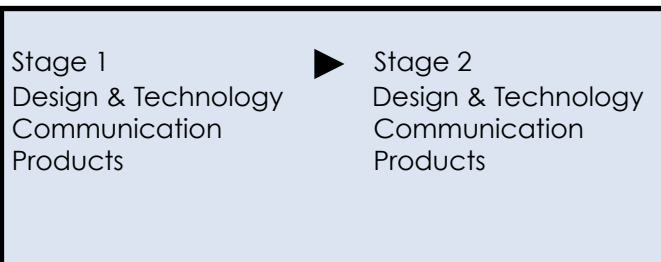 Stage 1
Design & Technology
Communication
Products
Stage 2
Design & Technology
Communication
Products